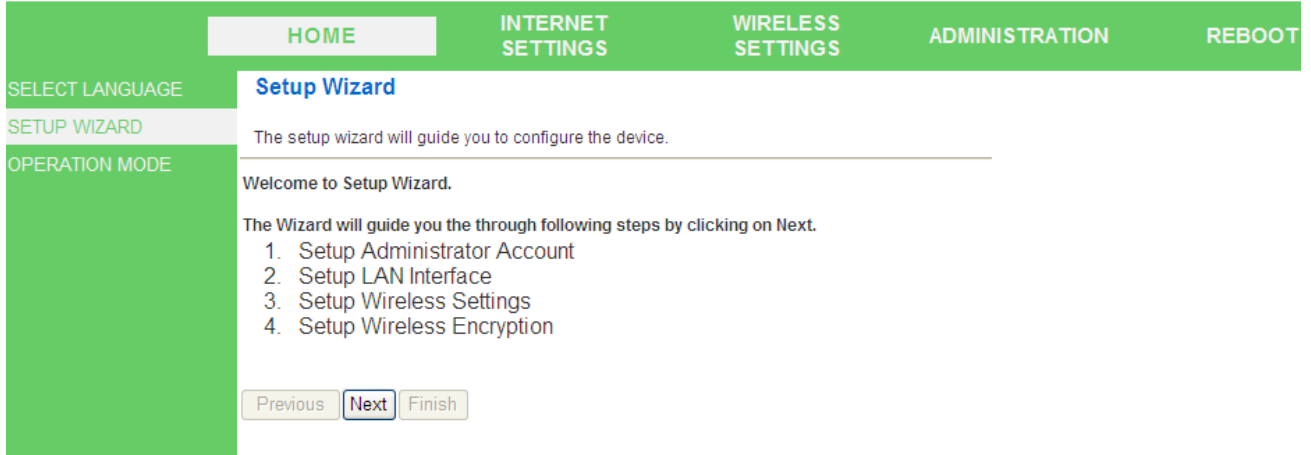 HOME
INTERNET SETTINGS
WIRELESS SETTINGS
ADMINISTRATION
REBOOT
SELECT LANGUAGE
SETUP WIZARD
OPERATION MODE
Setup Wizard
The setup wizard will guide you to configure the device.
Welcome to Setup Wizard.
The Wizard will guide you the through following steps by clicking on Next.
1. Setup Administrator Account
2. Setup LAN Interface
3. Setup Wireless Settings
4. Setup Wireless Encryption
Previous Next Finish